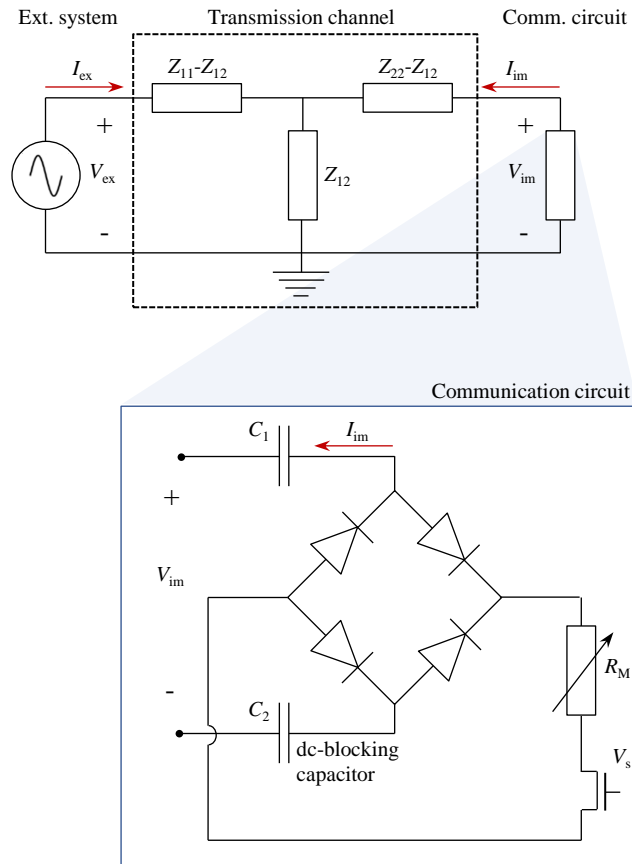 Ext. system Transmission channel Comm. circuit
I_ex Z_11-Z_12 Z_22-Z_12 I_im
+ +
V_ex Z_12 V_im
- -
Communication circuit
C_1 I_im
+
V_im
R_M
-
C_2
dc-blocking
capacitor
V_s